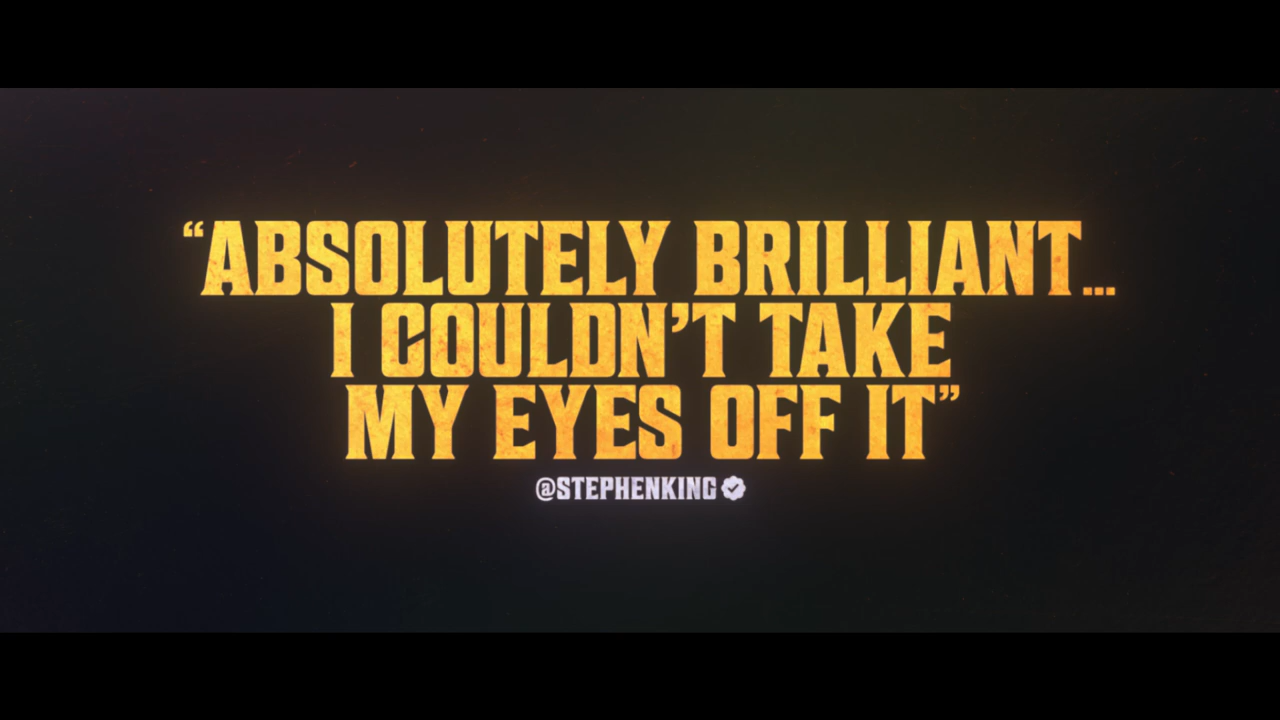 “ABSOLUTELY BRILLIANT...
I COULDN’T TAKE
MY EYES OFF IT”
@STEPHENKING